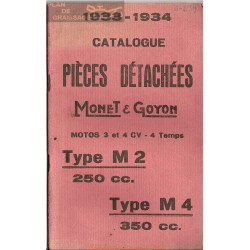 1933-1934
CATALOGUE
PIÈCES DÉTACHÉES
MONET & GOYON
MOTOS 3 et 4 CV - 4 Temps
Type M 2
250 cc.
Type M 4
350 cc.